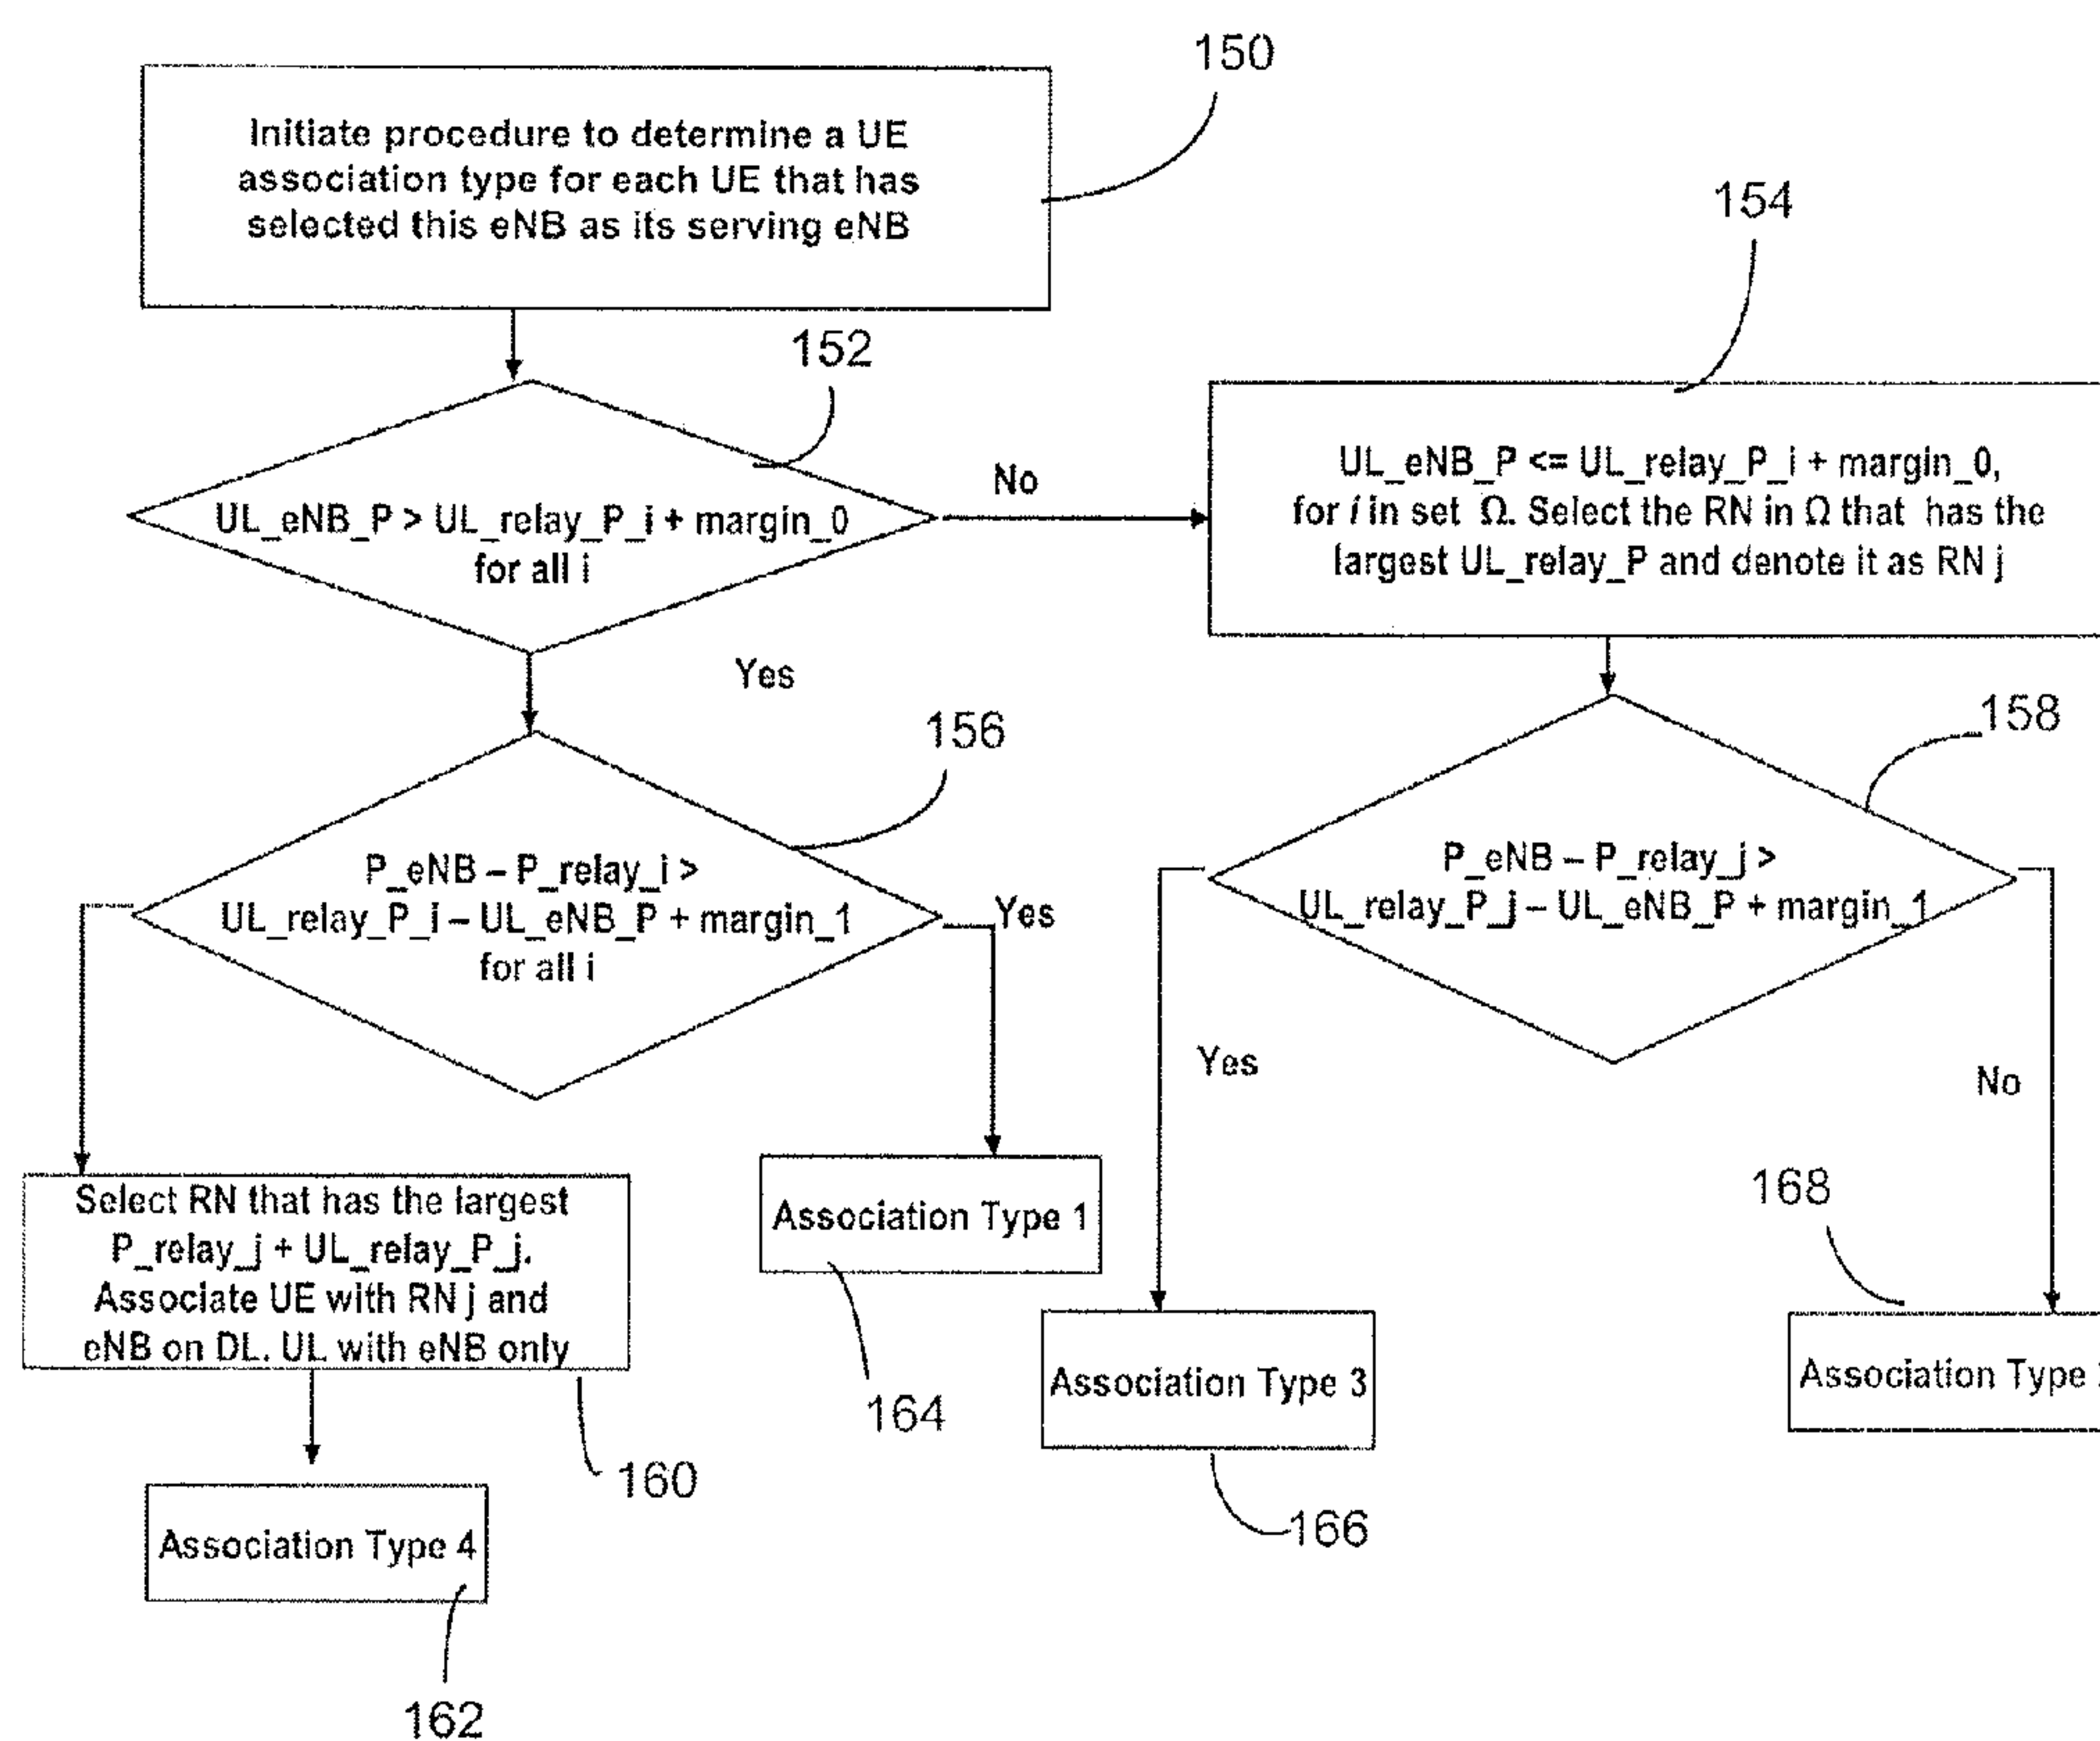 150
Initiate procedure to determine a UE
association type for each UE that has
selected this eNB as its serving eNB
154
152
UL_eNB_P > UL_relay_P_i + margin_0
for all i
No
UL_eNB_P <= UL_relay_P_i + margin_0,
for i in set Ω. Select the RN in Ω that has the
largest UL_relay_P and denote it as RN j
Yes
156
158
P_eNB – P_relay_i >
UL_relay_P_i – UL_eNB_P + margin_1
for all i
Yes
P_eNB – P_relay_j >
UL_relay_P_j – UL_eNB_P + margin_1
Yes
No
Select RN that has the largest
P_relay_j + UL_relay_P_j.
Associate UE with RN j and
eNB on DL. UL with eNB only
Association Type 1
168
164
Association Type 3
Association Type
160
166
Association Type 4
162